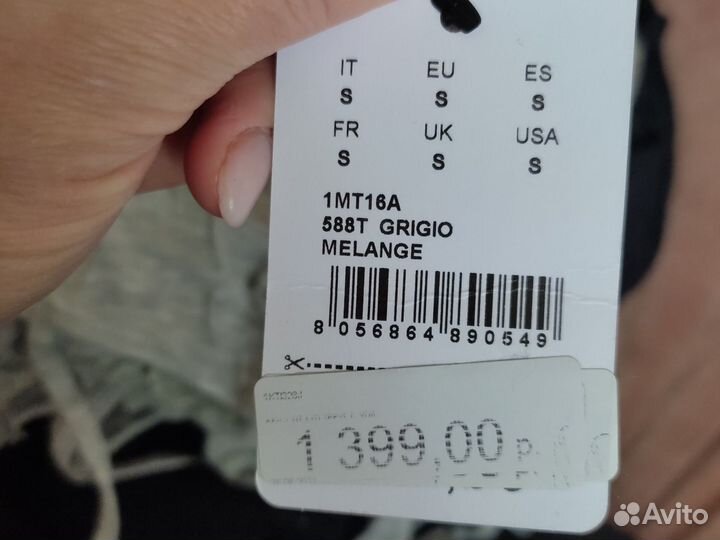 IT EU ES
S S S
FR UK USA
S S S
1MT16A
588T GRIGIO
MELANGE
8 056864 890549
1 399,00 р
Avito